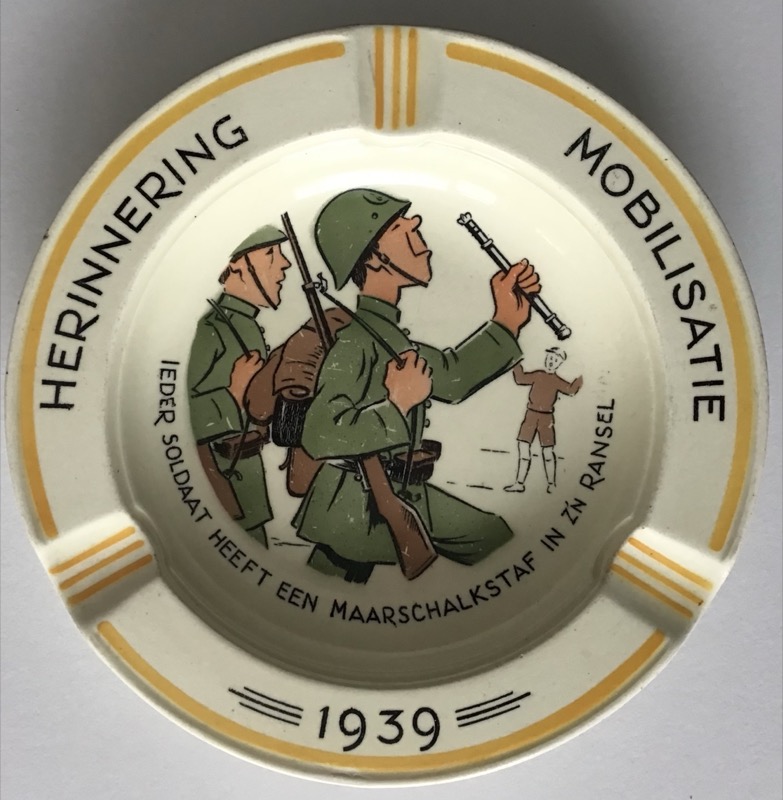 HERINNERING
MOBILISATIE
IEDER SOLDAAT HEEFT EEN MAARSCHALKSTAF IN Z'N RANSEL
1939